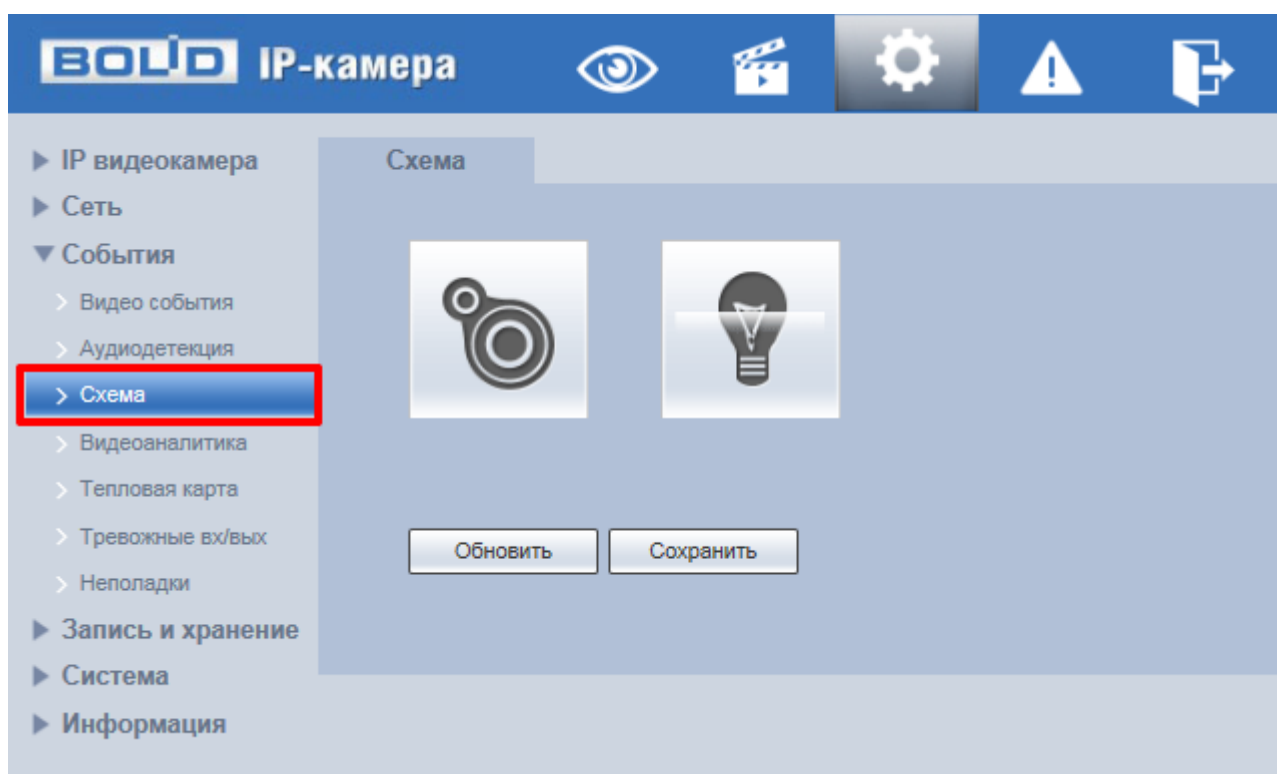 BOLID IP-камера
IP видеокамера
Сеть
События
Видео события
Аудиодетекция
Схема
Видеоаналитика
Тепловая карта
Тревожные вх/вых
Неполадки
Запись и хранение
Система
Информация
Схема
Обновить
Сохранить